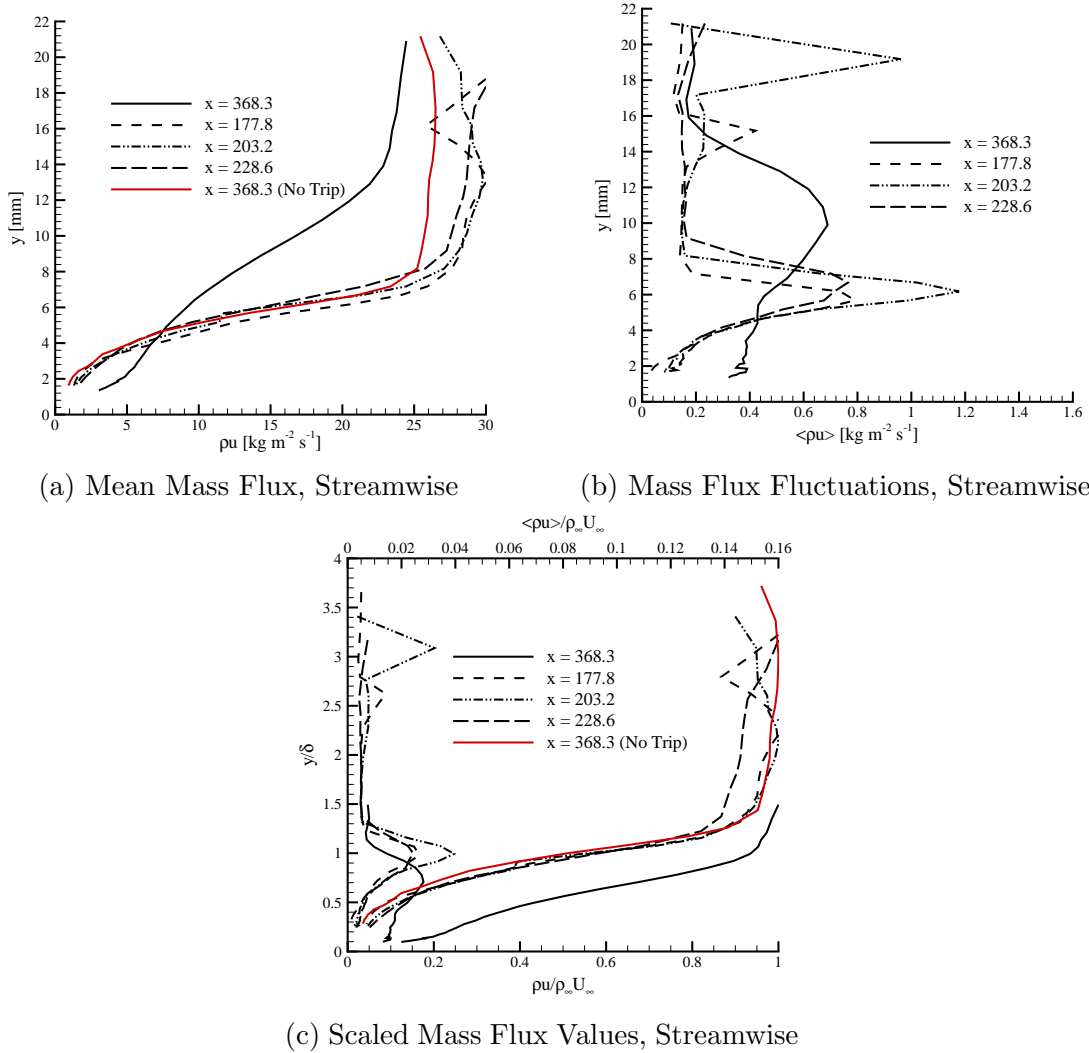 22
20
18
16
14
12
10
8
6
4
2
0
y [mm]
x = 368.3
x = 177.8
x = 203.2
x = 228.6
x = 368.3 (No Trip)
0 5 10 15 20 25 30
ρu [kg m⁻² s⁻¹]
(a) Mean Mass Flux, Streamwise
22
20
18
16
14
12
10
8
6
4
2
0
y [mm]
x = 368.3
x = 177.8
x = 203.2
x = 228.6
0 0.2 0.4 0.6 0.8 1 1.2 1.4 1.6
<ρu> [kg m⁻² s⁻¹]
(b) Mass Flux Fluctuations, Streamwise
<ρu>/ρ∞U∞
0 0.02 0.04 0.06 0.08 0.1 0.12 0.14 0.16
4
3.5
3
2.5
2
1.5
1
0.5
0
y/δ
x = 368.3
x = 177.8
x = 203.2
x = 228.6
x = 368.3 (No Trip)
0 0.2 0.4 0.6 0.8 1
ρu/ρ∞U∞
(c) Scaled Mass Flux Values, Streamwise